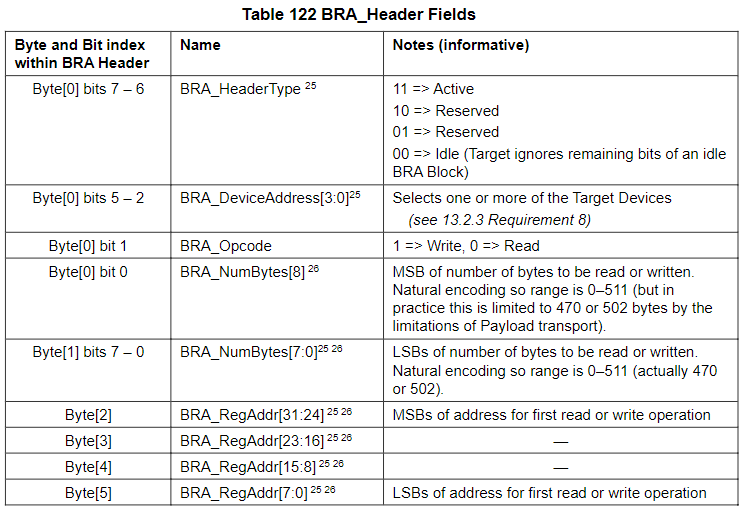 Table 122 BRA_Header Fields
Byte and Bit index within BRA Header
Name
Notes (informative)
Byte[0] bits 7 – 6
BRA_HeaderType 25
11 => Active
10 => Reserved
01 => Reserved
00 => Idle (Target ignores remaining bits of an idle
BRA Block)
Byte[0] bits 5 – 2
BRA_DeviceAddress[3:0]25
Selects one or more of the Target Devices
(see 13.2.3 Requirement 8)
Byte[0] bit 1
BRA_Opcode
1 => Write, 0 => Read
Byte[0] bit 0
BRA_NumBytes[8] 26
MSB of number of bytes to be read or written.
Natural encoding so range is 0–511 (but in
practice this is limited to 470 or 502 bytes by the
limitations of Payload transport).
Byte[1] bits 7 – 0
BRA_NumBytes[7:0]25 26
LSBs of number of bytes to be read or written.
Natural encoding so range is 0–511 (actually 470
or 502).
Byte[2]
BRA_RegAddr[31:24] 25 26
MSBs of address for first read or write operation
Byte[3]
BRA_RegAddr[23:16] 25 26
—
Byte[4]
BRA_RegAddr[15:8] 25 26
—
Byte[5]
BRA_RegAddr[7:0] 25 26
LSBs of address for first read or write operation